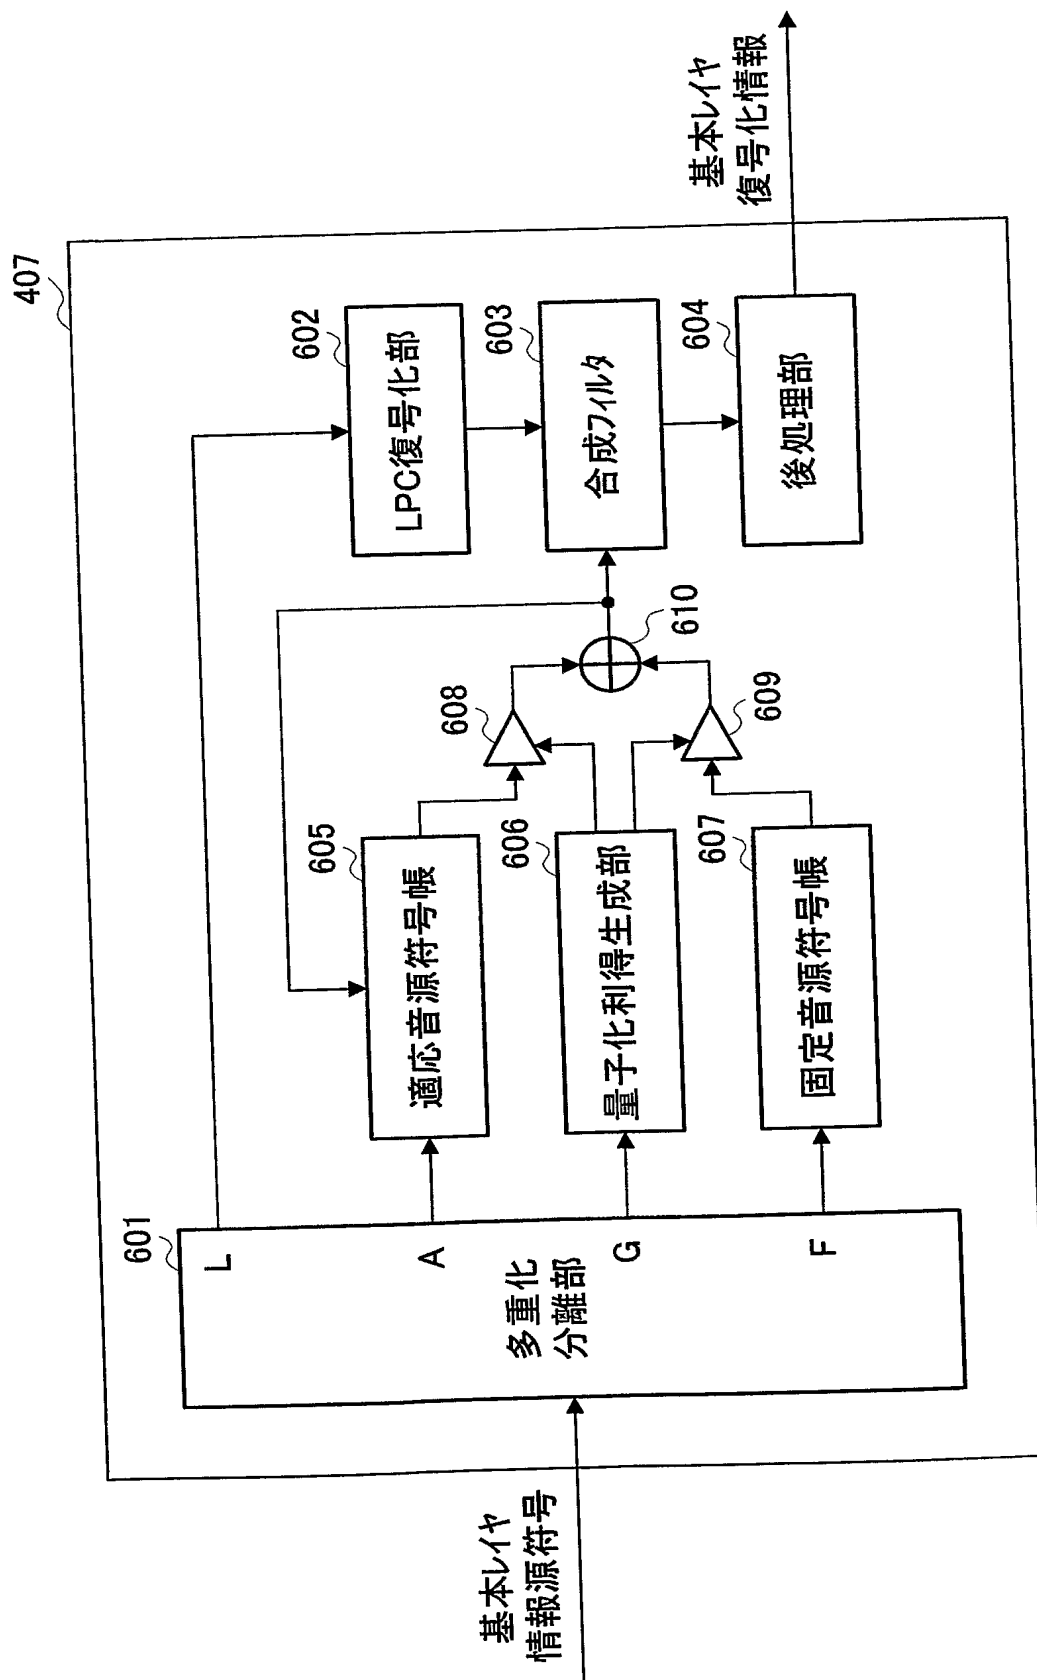 407
601
L
A
G
F
多重化
分離部
基本レイヤ
情報源符号
605
適応音源符号帳
606
量子化利得生成部
607
固定音源符号帳
608
609
610
602
LPC復号化部
603
合成フィルタ
604
後処理部
基本レイヤ
復号化情報